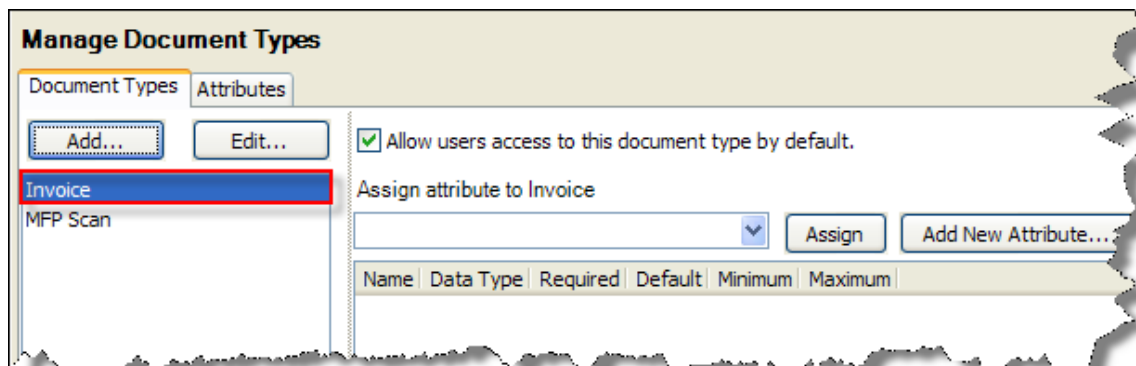 Manage Document Types
Document Types Attributes
Add... Edit...
Allow users access to this document type by default.
Invoice
Assign attribute to Invoice
MFP Scan
Assign Add New Attribute...
Name Data Type Required Default Minimum Maximum